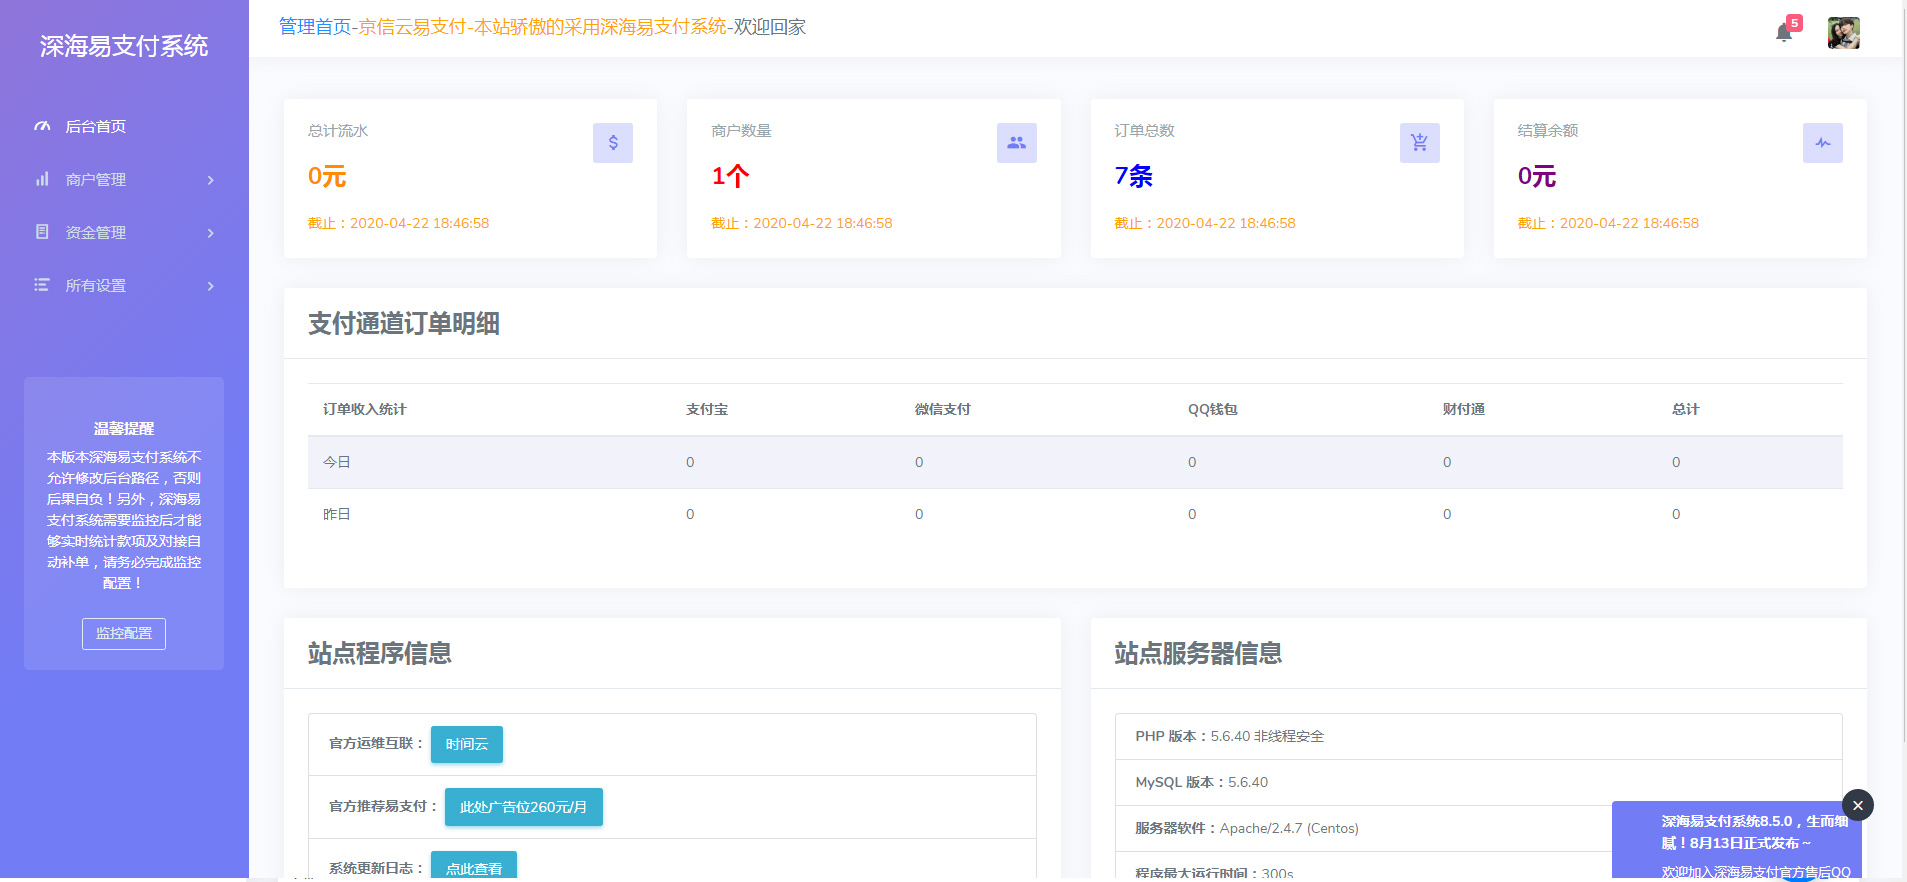 深海易支付系统
管理首页-京信云易支付-本站骄傲的采用深海易支付系统-欢迎回家
5
后台首页
商户管理
资金管理
所有设置
温馨提醒
本版本深海易支付系统不
允许修改后台路径，否则
后果自负！另外，深海易
支付系统需要监控后才能
够实时统计款项及对接自
动补单，请务必完成监控
配置！
监控配置
总计流水
0元
截止：2020-04-22 18:46:58
商户数量
1个
截止：2020-04-22 18:46:58
订单总数
7条
截止：2020-04-22 18:46:58
结算余额
0元
截止：2020-04-22 18:46:58
支付通道订单明细
订单收入统计 支付宝 微信支付 QQ钱包 财付通 总计
今日 0 0 0 0 0
昨日 0 0 0 0 0
站点程序信息
官方运维互联： 时间云
官方推荐易支付： 此处广告位260元/月
系统更新日志： 点此查看
站点服务器信息
PHP 版本：5.6.40 非线程安全
MySQL 版本：5.6.40
服务器软件：Apache/2.4.7 (Centos)
程序最大运行时间：300s
深海易支付系统8.5.0，生而细
腻！8月13日正式发布～
欢迎加入深海易支付官方售后QQ